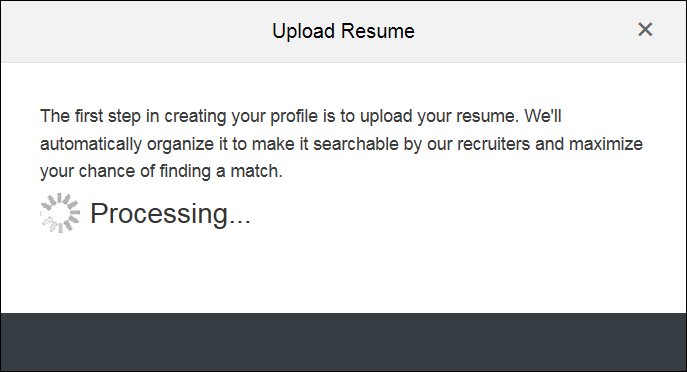 Upload Resume
The first step in creating your profile is to upload your resume. We'll
automatically organize it to make it searchable by our recruiters and maximize
your chance of finding a match.
Processing...